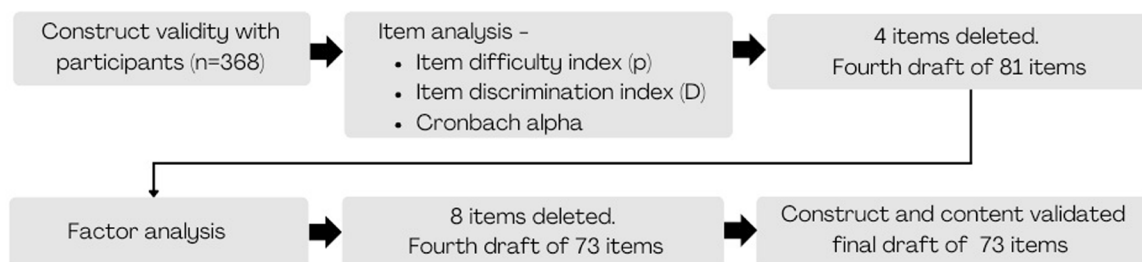 Construct validity with
participants (n=368)
Item analysis –
• Item difficulty index (p)
• Item discrimination index (D)
• Cronbach alpha
4 items deleted.
Fourth draft of 81 items
Factor analysis
8 items deleted.
Fourth draft of 73 items
Construct and content validated
final draft of 73 items